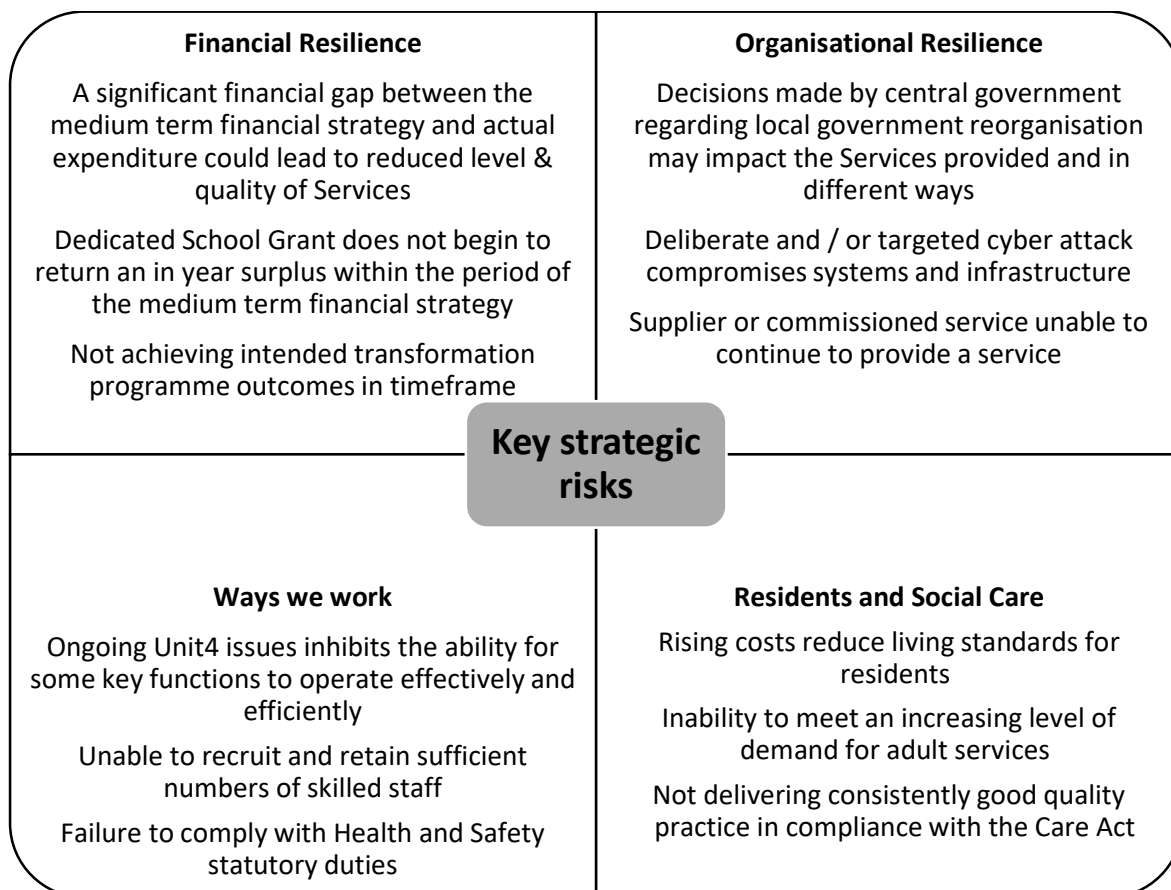 Financial Resilience
A significant financial gap between the
medium term financial strategy and actual
expenditure could lead to reduced level &
quality of Services
Dedicated School Grant does not begin to
return an in year surplus within the period of
the medium term financial strategy
Not achieving intended transformation
programme outcomes in timeframe
Organisational Resilience
Decisions made by central government
regarding local government reorganisation
may impact the Services provided and in
different ways
Deliberate and / or targeted cyber attack
compromises systems and infrastructure
Supplier or commissioned service unable to
continue to provide a service
Key strategic
risks
Ways we work
Ongoing Unit4 issues inhibits the ability for
some key functions to operate effectively and
efficiently
Unable to recruit and retain sufficient
numbers of skilled staff
Failure to comply with Health and Safety
statutory duties
Residents and Social Care
Rising costs reduce living standards for
residents
Inability to meet an increasing level of
demand for adult services
Not delivering consistently good quality
practice in compliance with the Care Act